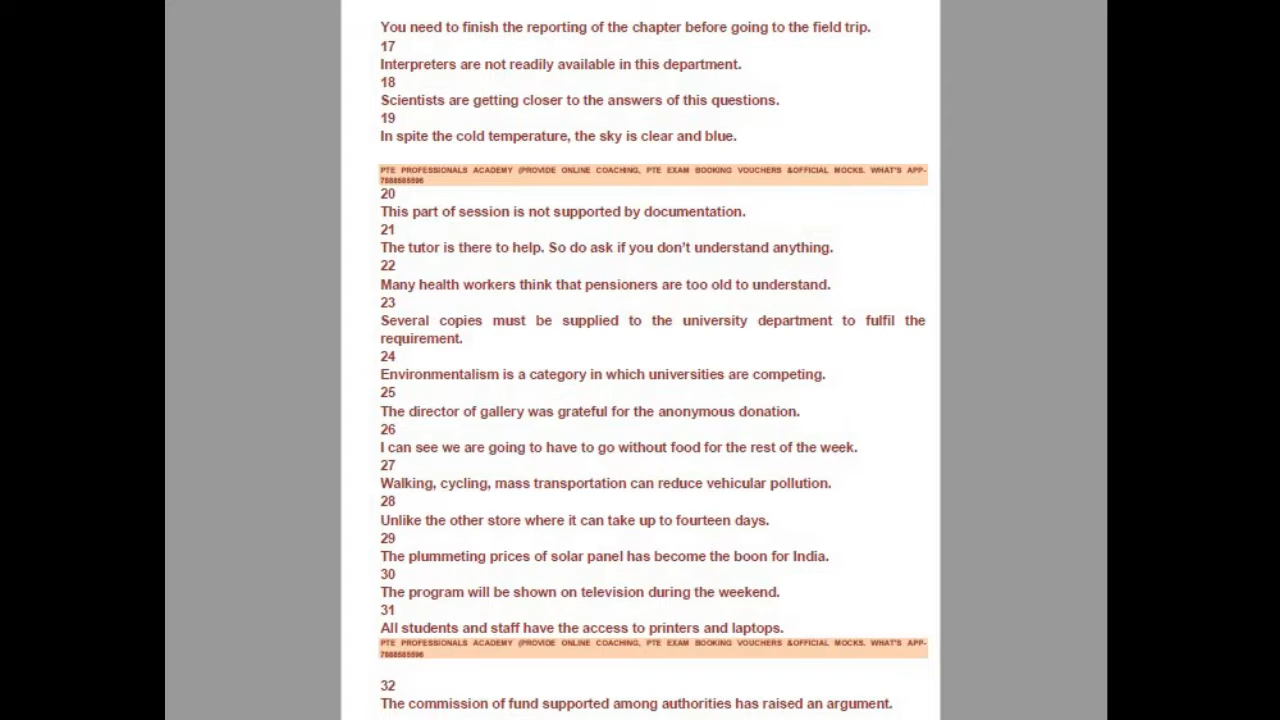 You need to finish the reporting of the chapter before going to the field trip.
17
Interpreters are not readily available in this department.
18
Scientists are getting closer to the answers of this questions.
19
In spite the cold temperature, the sky is clear and blue.
PTE PROFESSIONALS ACADEMY (PROVIDE ONLINE COACHING, PTE EXAM BOOKING VOUCHERS &OFFICIAL MOCKS. WHAT'S APP-
20
This part of session is not supported by documentation.
21
The tutor is there to help. So do ask if you don't understand anything.
22
Many health workers think that pensioners are too old to understand.
23
Several copies must be supplied to the university department to fulfil the
requirement.
24
Environmentalism is a category in which universities are competing.
25
The director of gallery was grateful for the anonymous donation.
26
I can see we are going to have to go without food for the rest of the week.
27
Walking, cycling, mass transportation can reduce vehicular pollution.
28
Unlike the other store where it can take up to fourteen days.
29
The plummeting prices of solar panel has become the boon for India.
30
The program will be shown on television during the weekend.
31
All students and staff have the access to printers and laptops.
PTE PROFESSIONALS ACADEMY (PROVIDE ONLINE COACHING, PTE EXAM BOOKING VOUCHERS &OFFICIAL MOCKS. WHAT'S APP-
32
The commission of fund supported among authorities has raised an argument.